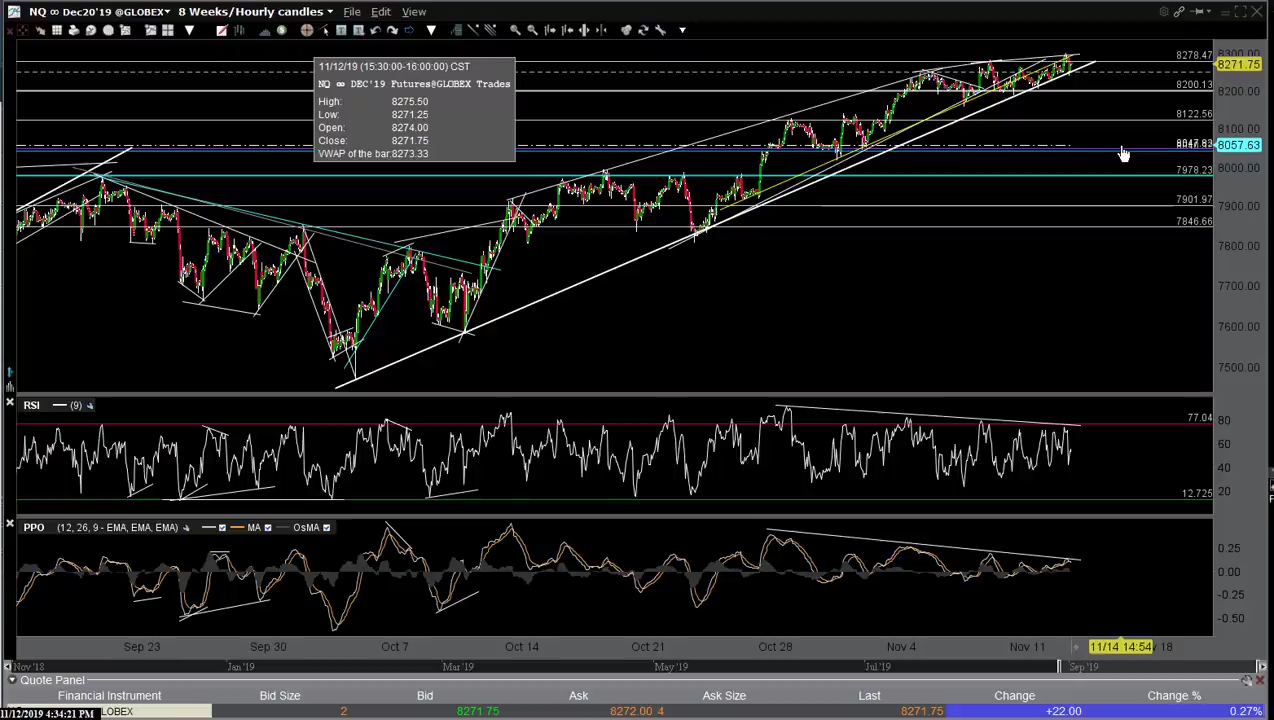 NQ ∞ Dec20'19 @GLOBEX 8 Weeks/Hourly candles File Edit View
11/12/19 (15:30:00-16:00:00) CST
NQ ∞ DEC'19 Futures@GLOBEX Trades
High: 8275.50
Low: 8271.25
Open: 8274.00
Close: 8271.75
VWAP of the bar: 8273.33
8300.00
8278.47
8271.75
8200.13 8200.00
8100.00
8122.56
8057.63
8000.00
7978.23
7901.97 7900.00
7846.66
7800.00
7700.00
7600.00
7500.00
RSI (9)
77.04 80
60
40
20
12.725
PPO (12, 26, 9 - EMA, EMA, EMA) MA OsMA
0.25
0.00
-0.25
-0.50
Sep 23 Sep 30 Oct 7 Oct 14 Oct 21 Oct 28 Nov 4 Nov 11 11/14 14:54 18
Nov'18 Jan'19 Mar'19 May'19 Jul'19 Sep'19
Quote Panel
Financial Instrument Bid Size Bid Ask Ask Size Last Change Change %
11/12/2019 4:34:21 PM LOBEX 2 8271.75 8272.00 4 8271.75 +22.00 0.27%